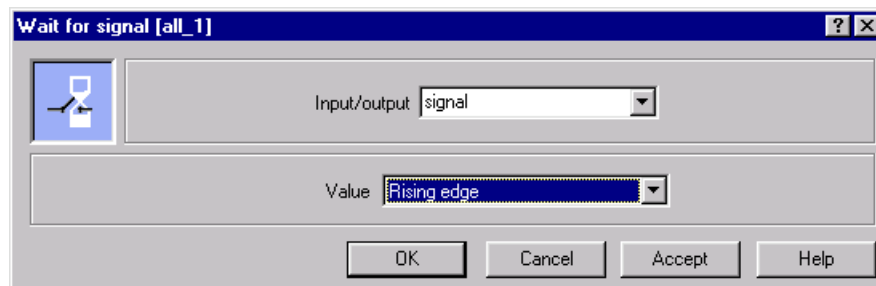 Wait for signal [all_1]
Input/output signal
Value Rising edge
OK Cancel Accept Help